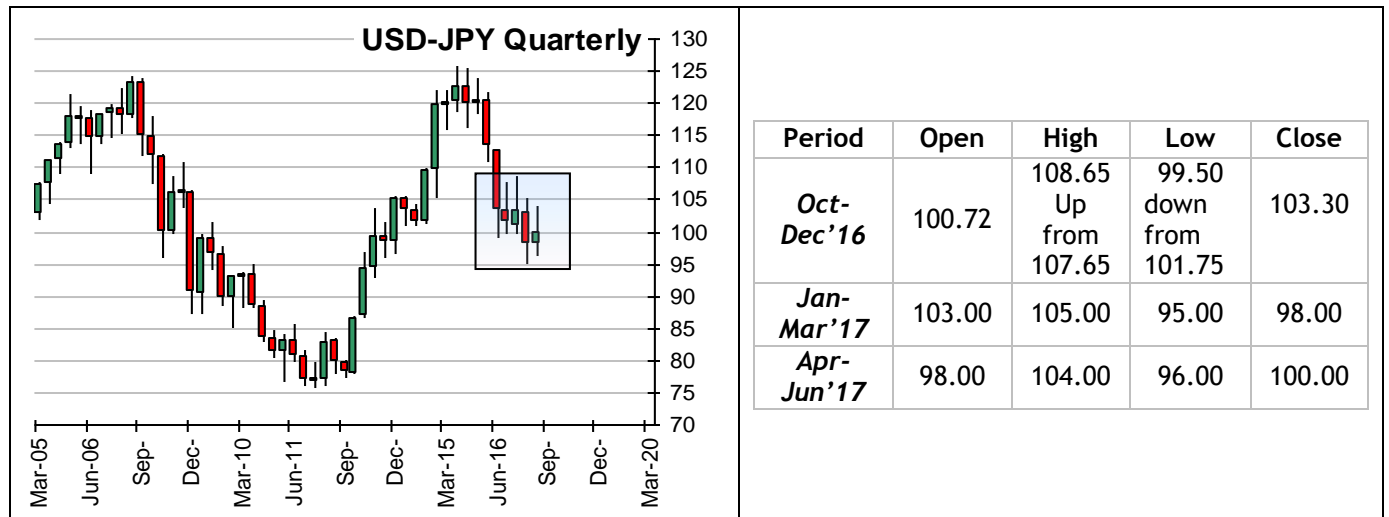 USD-JPY Quarterly
130
125
120
115
110
105
100
95
90
85
80
75
70
Mar-05
Jun-06
Sep-
Dec-
Mar-10
Jun-11
Sep-
Dec-
Mar-15
Jun-16
Sep-
Dec-
Mar-20
Period Open High Low Close
Oct-
Dec’16
100.72
108.65
Up
from
107.65
99.50
down
from
101.75
103.30
Jan-
Mar’17
103.00 105.00 95.00 98.00
Apr-
Jun’17
98.00 104.00 96.00 100.00